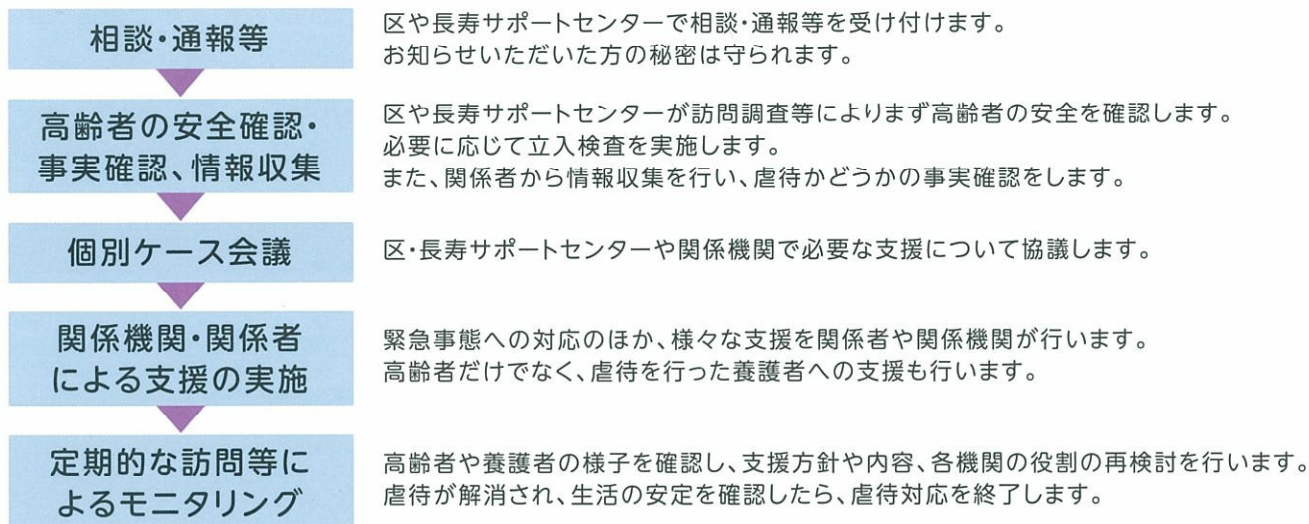 相談・通報等
区や長寿サポートセンターで相談・通報等を受け付けます。
お知らせいただいた方の秘密は守られます。
高齢者の安全確認・
事実確認、情報収集
区や長寿サポートセンターが訪問調査等によりまず高齢者の安全を確認します。
必要に応じて立入検査を実施します。
また、関係者から情報収集を行い、虐待かどうかの事実確認をします。
個別ケース会議
区・長寿サポートセンターや関係機関で必要な支援について協議します。
関係機関・関係者
による支援の実施
緊急事態への対応のほか、様々な支援を関係者や関係機関が行います。
高齢者だけでなく、虐待を行った養護者への支援も行います。
定期的な訪問等に
よるモニタリング
高齢者や養護者の様子を確認し、支援方針や内容、各機関の役割の再検討を行います。
虐待が解消され、生活の安定を確認したら、虐待対応を終了します。